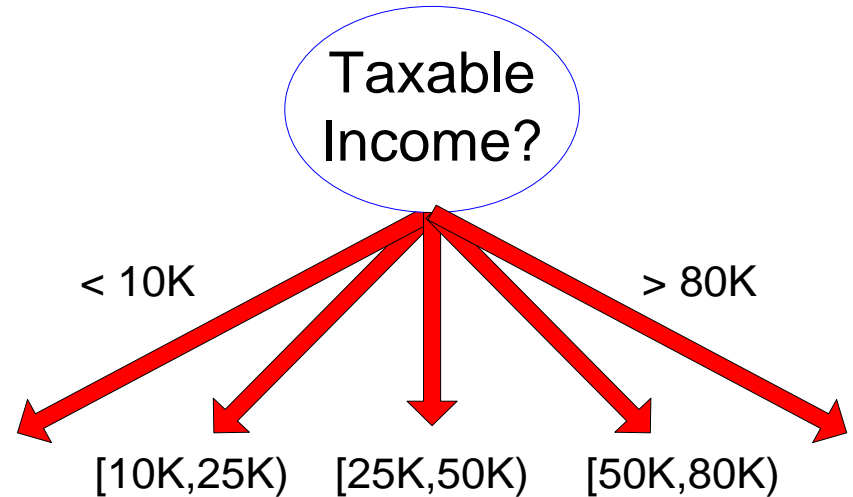 Taxable
Income?
< 10K
> 80K
[10K,25K)
[25K,50K)
[50K,80K)